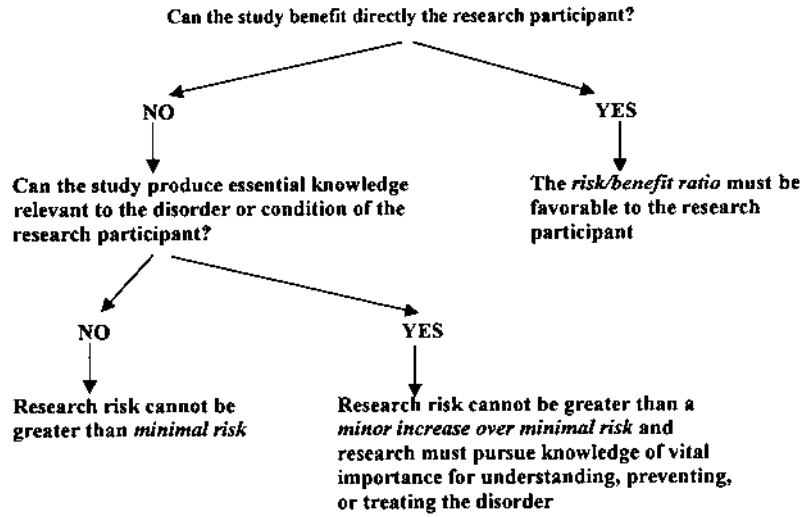 Can the study benefit directly the research participant?
NO
YES
Can the study produce essential knowledge
relevant to the disorder or condition of the
research participant?
The risk/benefit ratio must be
favorable to the research
participant
NO
YES
Research risk cannot be
greater than minimal risk
Research risk cannot be greater than a
minor increase over minimal risk and
research must pursue knowledge of vital
importance for understanding, preventing,
or treating the disorder